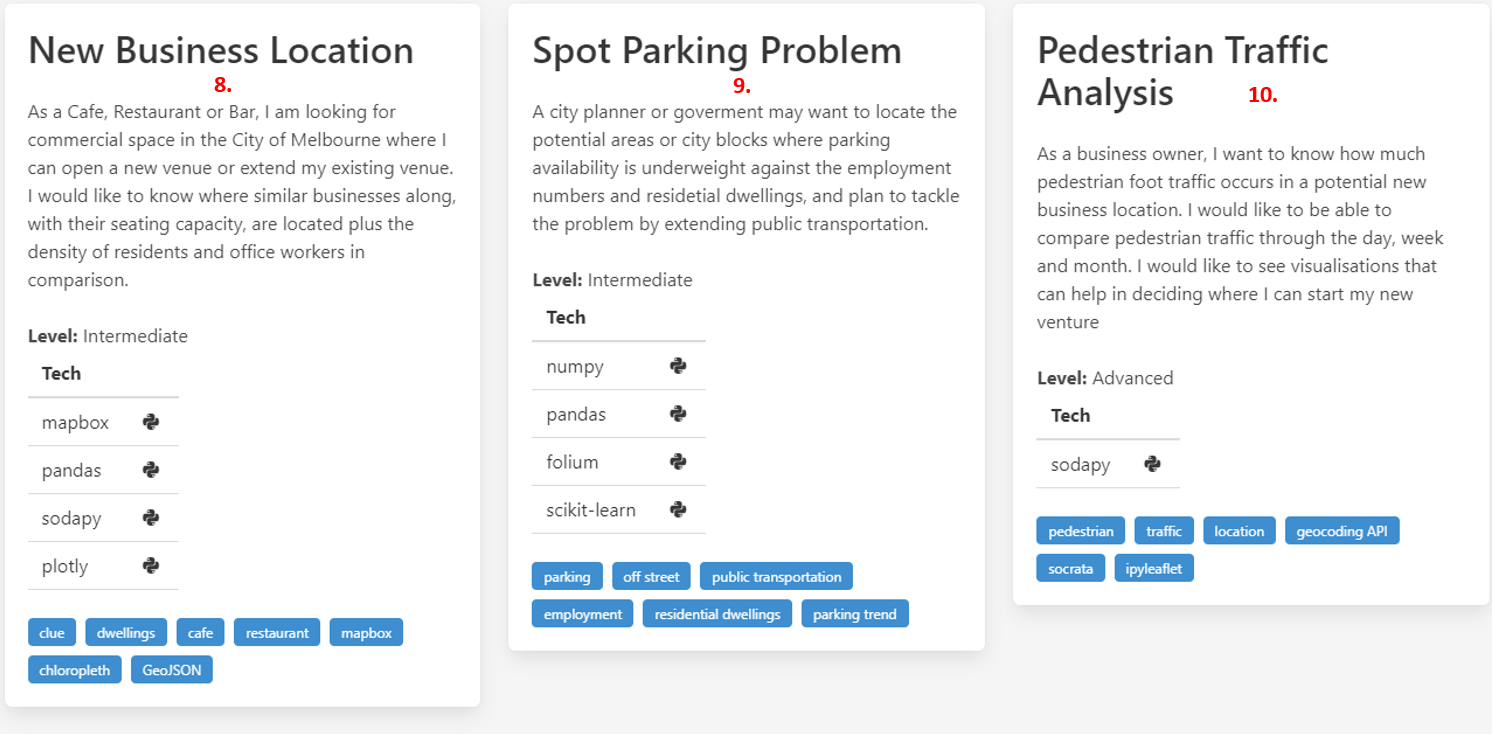 New Business Location
8.
As a Cafe, Restaurant or Bar, I am looking for
commercial space in the City of Melbourne where I
can open a new venue or extend my existing venue.
I would like to know where similar businesses along,
with their seating capacity, are located plus the
density of residents and office workers in
comparison.
Level: Intermediate
Tech
mapbox
pandas
sodapy
plotly
clue dwellings cafe restaurant mapbox
chloropleth GeoJSON
Spot Parking Problem
9.
A city planner or goverment may want to locate the
potential areas or city blocks where parking
availability is underweight against the employment
numbers and residetial dwellings, and plan to tackle
the problem by extending public transportation.
Level: Intermediate
Tech
numpy
pandas
folium
scikit-learn
parking off street public transportation
employment residential dwellings parking trend
Pedestrian Traffic
Analysis
10.
As a business owner, I want to know how much
pedestrian foot traffic occurs in a potential new
business location. I would like to be able to
compare pedestrian traffic through the day, week
and month. I would like to see visualisations that
can help in deciding where I can start my new
venture
Level: Advanced
Tech
sodapy
pedestrian traffic location geocoding API
socrata ipyleaflet